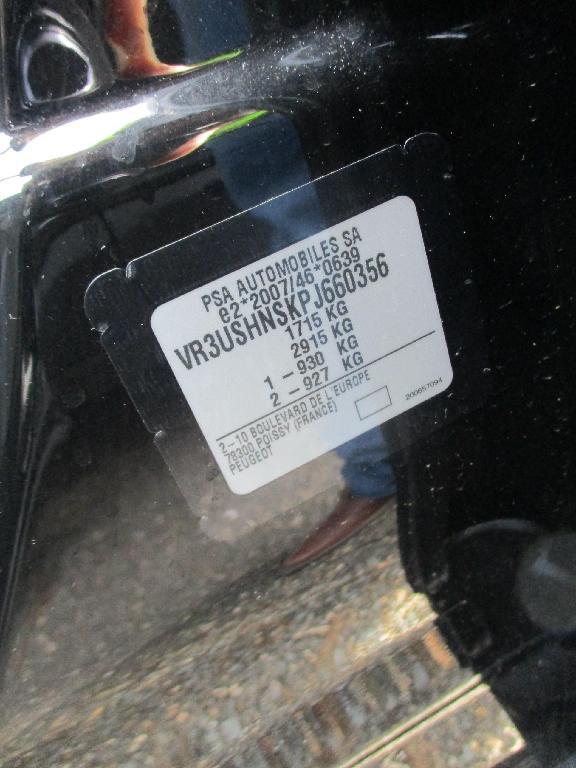 PSA AUTOMOBILES SA
e2*2007/46*0639
VR3USHNSKPJ660356
1715 KG
2915 KG
1 - 930 KG
2 - 927 KG
2-10 BOULEVARD DE L'EUROPE
78300 POISSY (FRANCE)
PEUGEOT
200657094